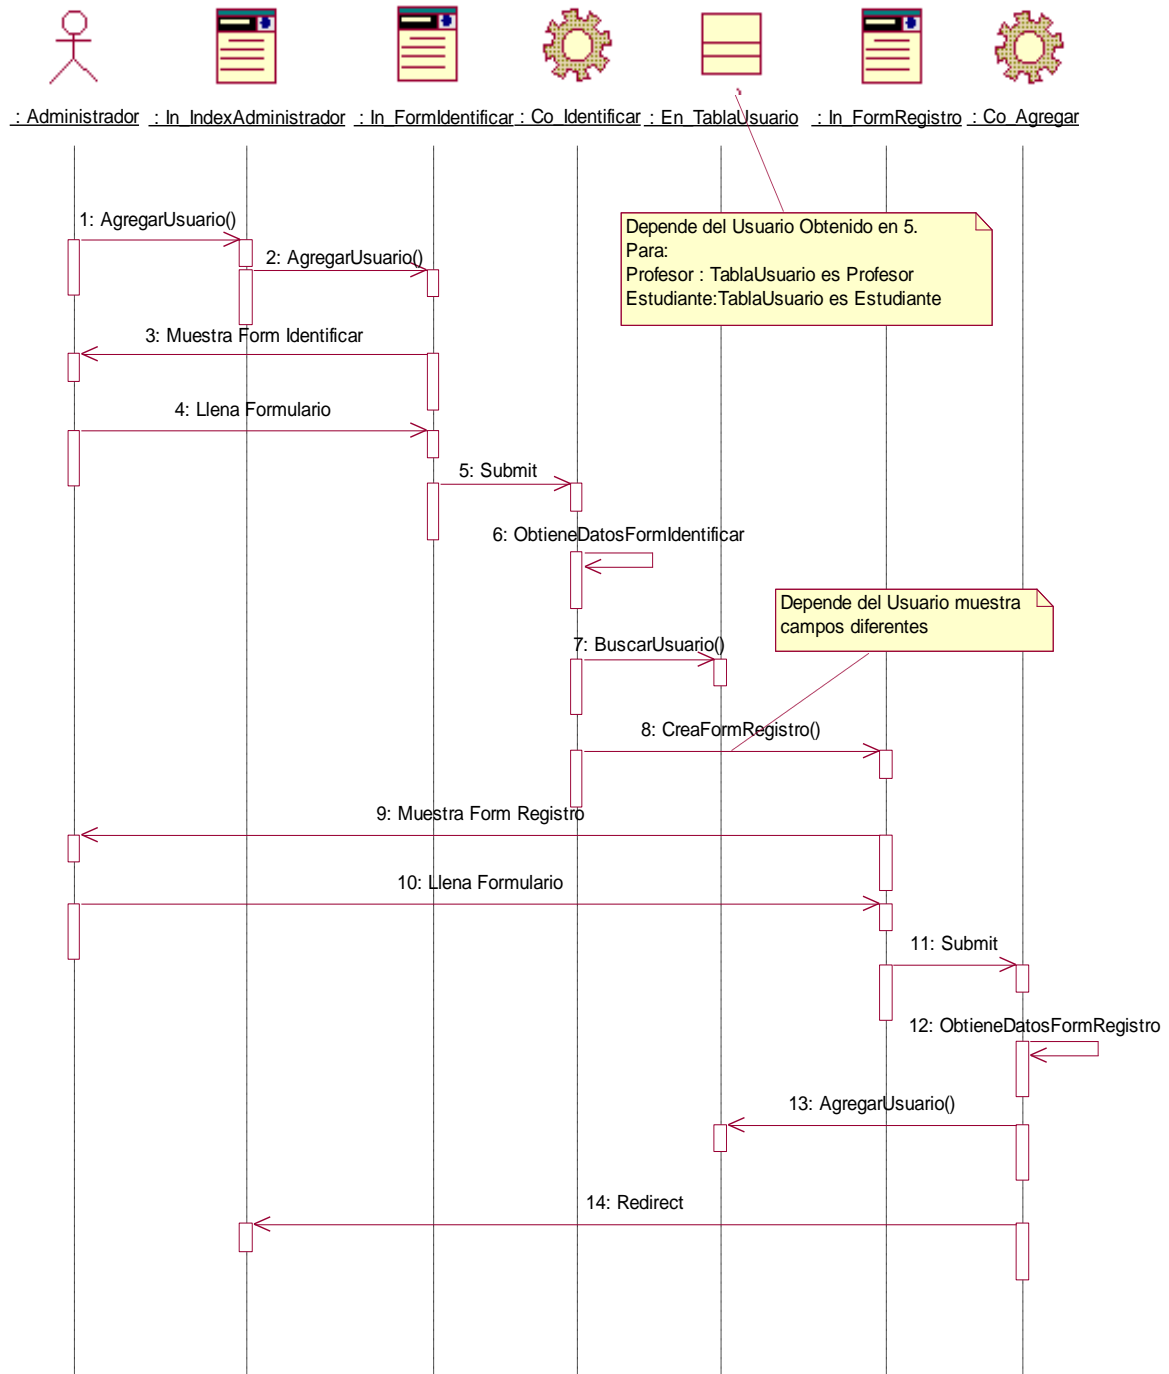 : Administrador
: In_IndexAdministrador
: In_FormIdentificar
: Co_Identificar
: En_TablaUsuario
: In_FormRegistro
: Co_Agregar
1: AgregarUsuario()
Depende del Usuario Obtenido en 5.
Para:
Profesor : TablaUsuario es Profesor
Estudiante:TablaUsuario es Estudiante
2: AgregarUsuario()
3: Muestra Form Identificar
4: Llena Formulario
5: Submit
6: ObtieneDatosFormIdentificar
Depende del Usuario muestra
campos diferentes
7: BuscarUsuario()
8: CreaFormRegistro()
9: Muestra Form Registro
10: Llena Formulario
11: Submit
12: ObtieneDatosFormRegistro
13: AgregarUsuario()
14: Redirect